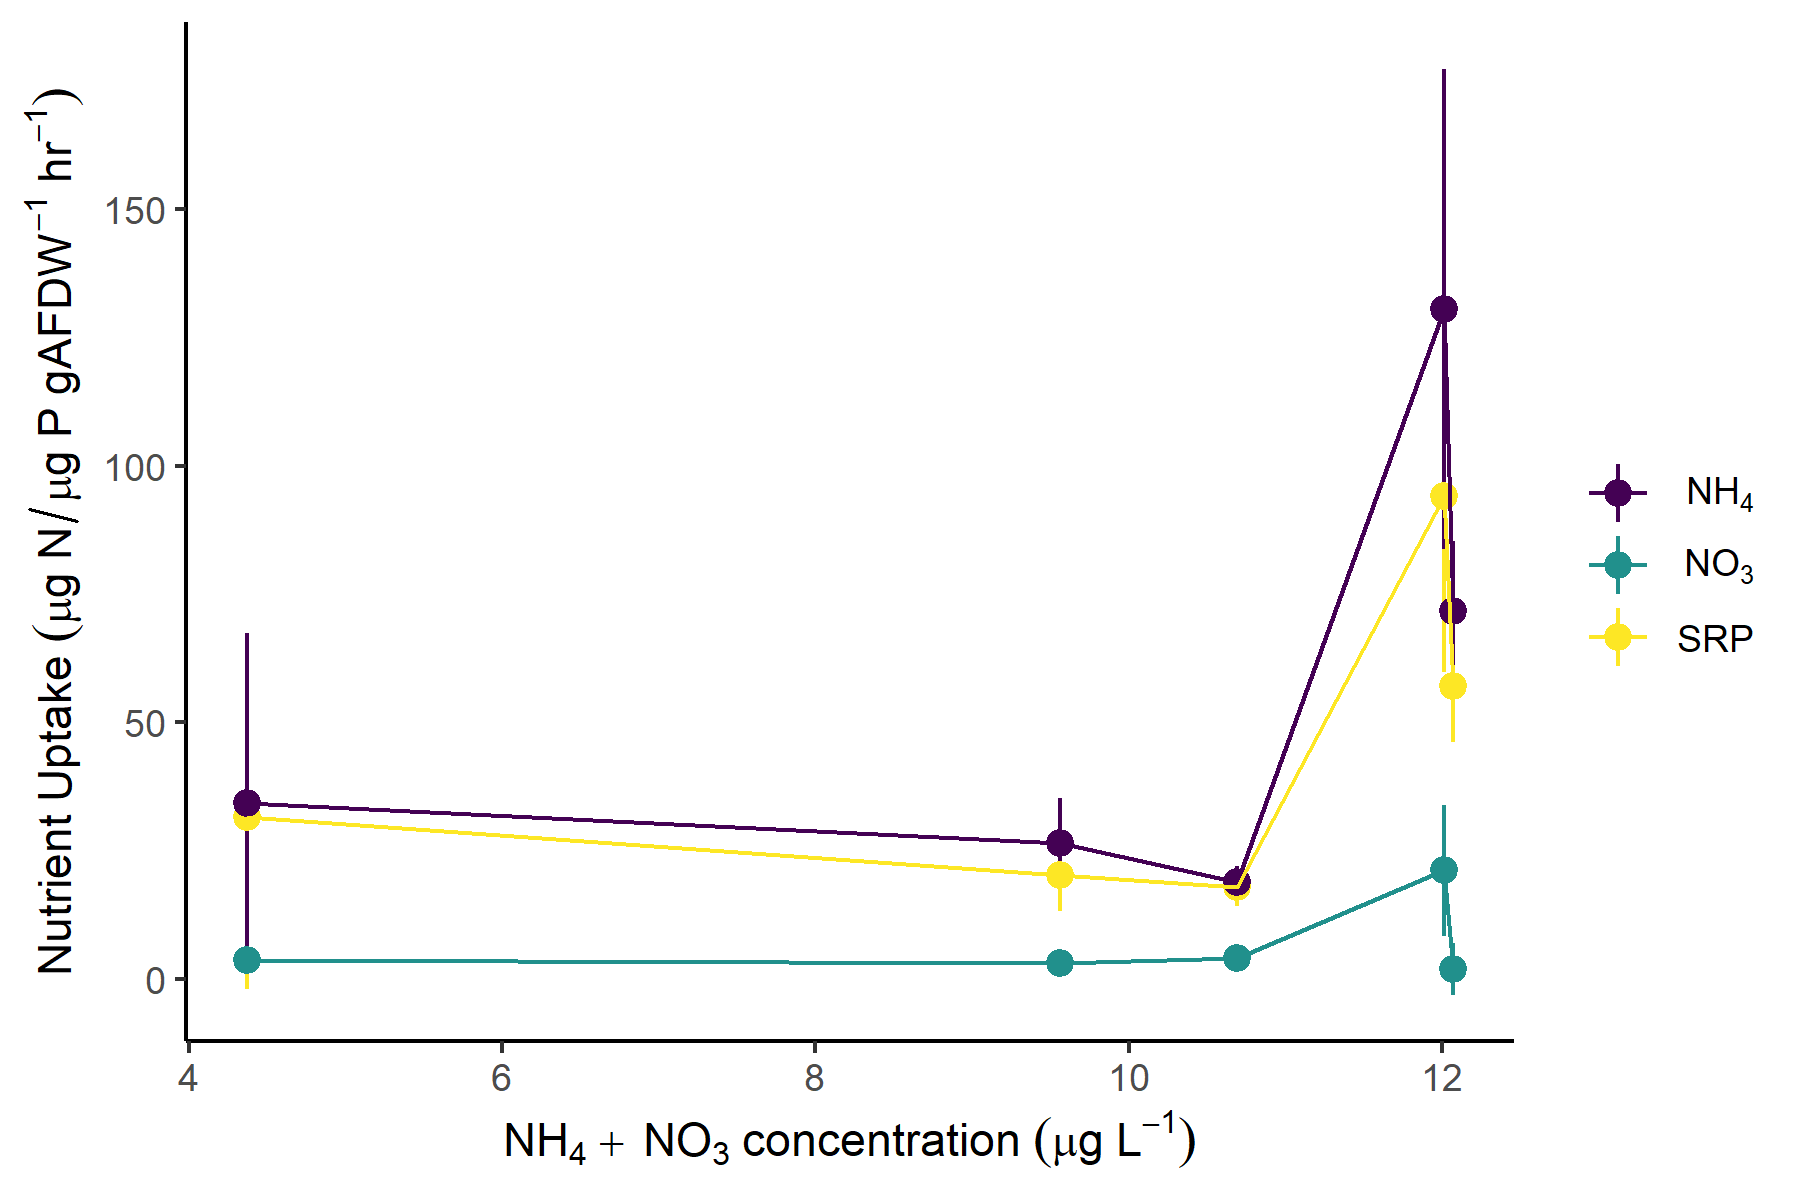 Nutrient Uptake (μg N/μg P gAFDW⁻¹ hr⁻¹)
150
100
50
0
4 6 8 10 12
NH₄ + NO₃ concentration (μg L⁻¹)
NH₄
NO₃
SRP